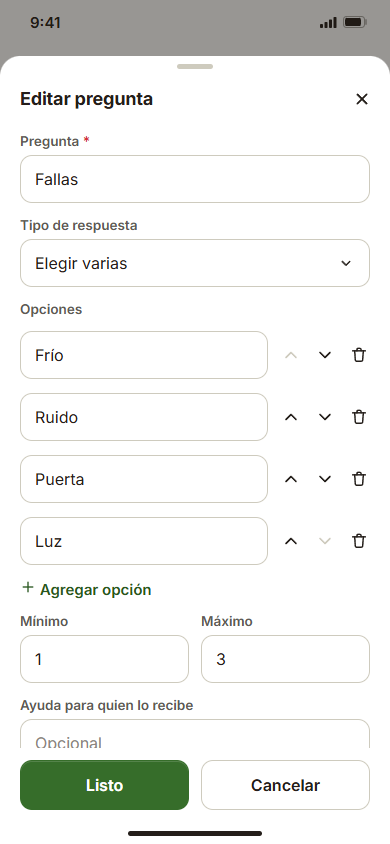 9:41
Editar pregunta
Pregunta *
Fallas
Tipo de respuesta
Elegir varias
Opciones
Frío
Ruido
Puerta
Luz
+ Agregar opción
Mínimo Máximo
1 3
Ayuda para quien lo recibe
Opcional
Listo Cancelar